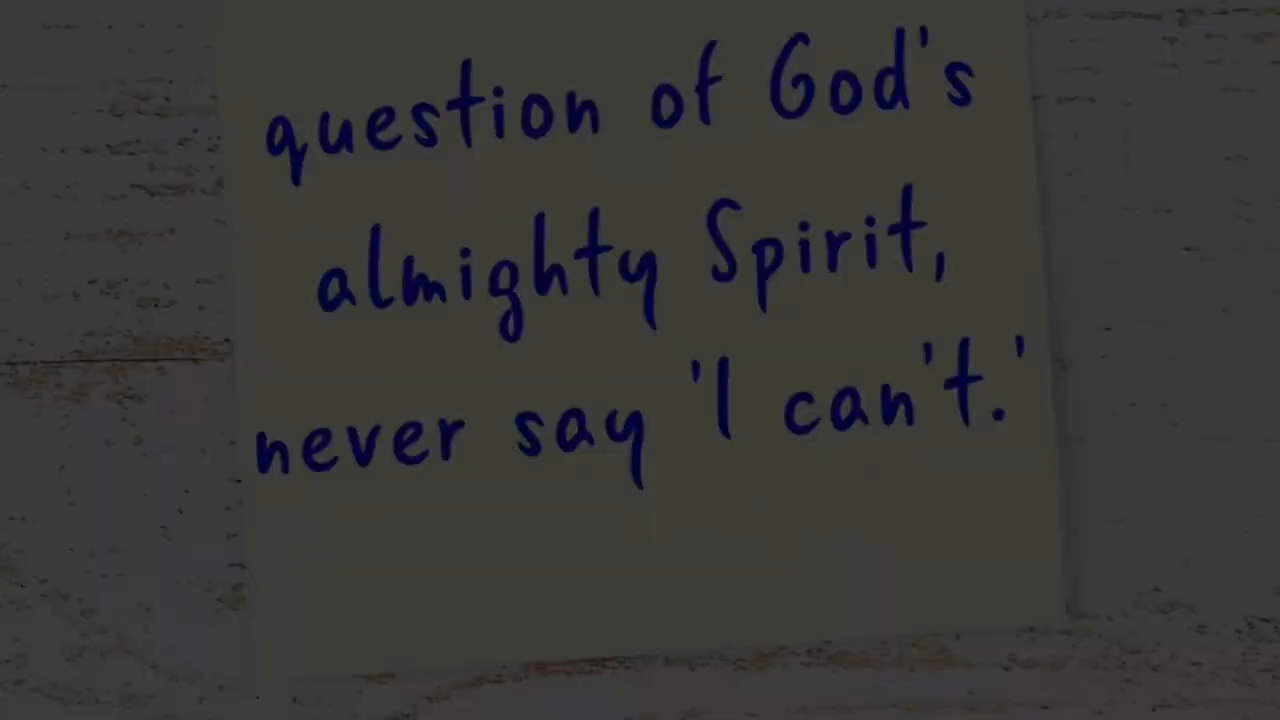 question of God's
almighty Spirit,
never say 'I can't.'